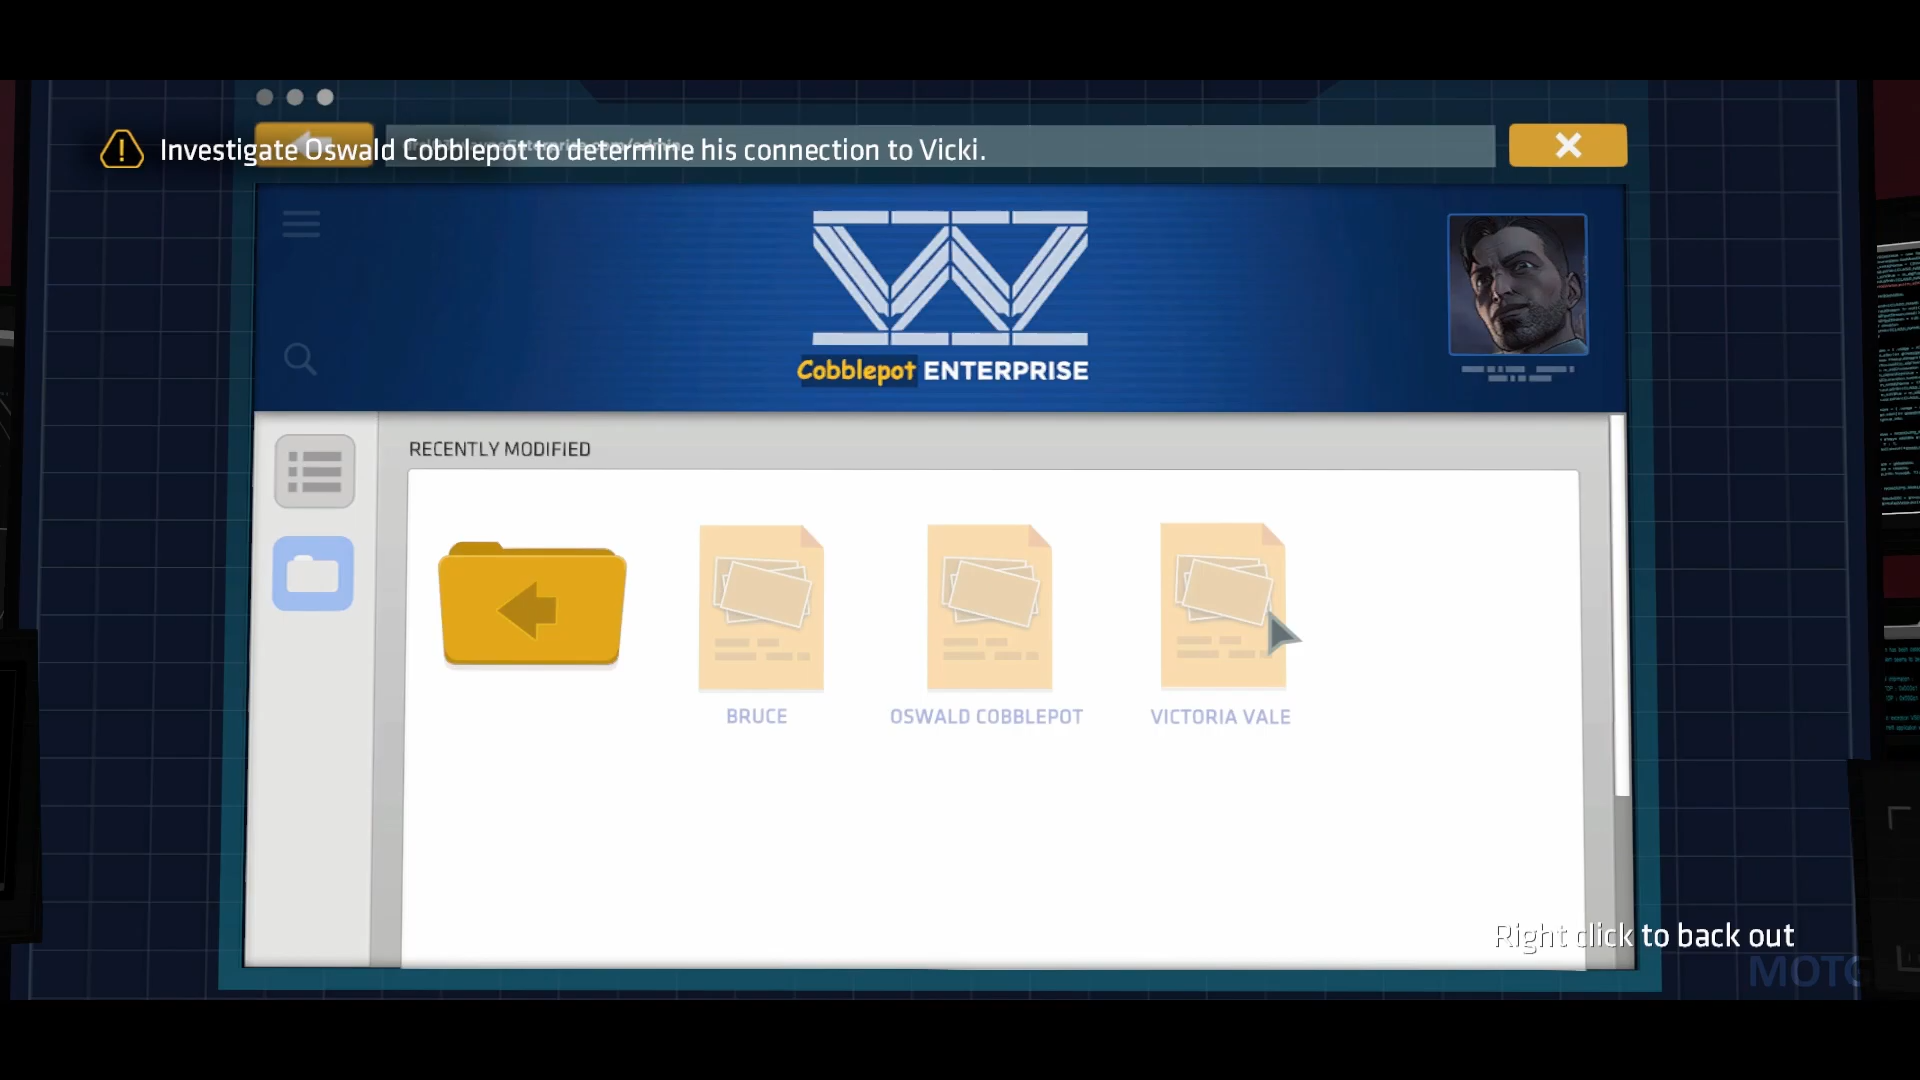 Investigate Oswald Cobblepot to determine his connection to Vicki.
Cobblepot ENTERPRISE
RECENTLY MODIFIED
BRUCE
OSWALD COBBLEPOT
VICTORIA VALE
Right click to back out